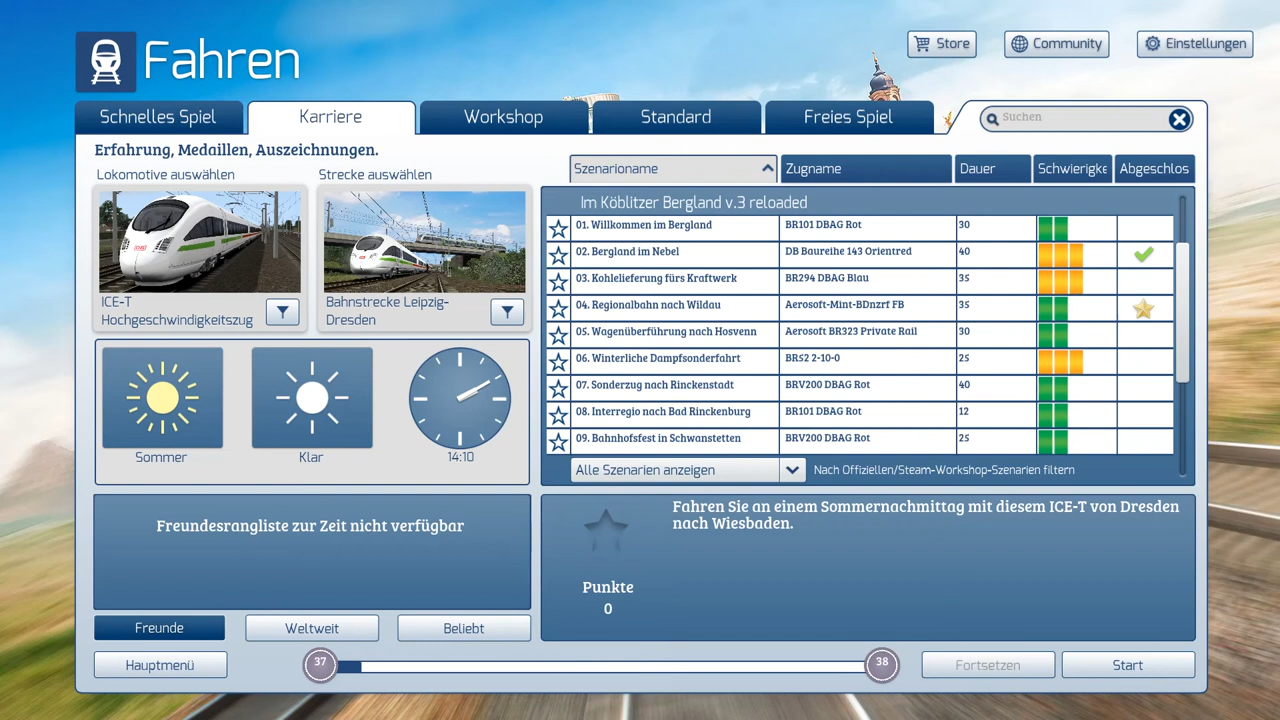 Fahren
Store
Community
Einstellungen
Schnelles Spiel
Karriere
Workshop
Standard
Freies Spiel
Suchen
Erfahrung, Medaillen, Auszeichnungen.
Lokomotive auswählen
Strecke auswählen
ICE-T
Hochgeschwindigkeitszug
Bahnstrecke Leipzig-
Dresden
Sommer
Klar
14:10
Szenarioname Zugname Dauer Schwierigke Abgeschlos
Im Köblitzer Bergland v.3 reloaded
01. Willkommen im Bergland BR101 DBAG Rot 30
02. Bergland im Nebel DB Baureihe 143 Orientred 40
03. Kohlelieferung fürs Kraftwerk BR294 DBAG Blau 35
04. Regionalbahn nach Wildau Aerosoft-Mint-BDnzrf FB 35
05. Wagenüberführung nach Hosvenn Aerosoft BR323 Private Rail 30
06. Winterliche Dampfsonderfahrt BR52 2-10-0 25
07. Sonderzug nach Rinckenstadt BRV200 DBAG Rot 40
08. Interregio nach Bad Rinckenburg BR101 DBAG Rot 12
09. Bahnhofsfest in Schwanstetten BRV200 DBAG Rot 25
Alle Szenarien anzeigen
Nach Offiziellen/Steam-Workshop-Szenarien filtern
Freundesrangliste zur Zeit nicht verfügbar
Fahren Sie an einem Sommernachmittag mit diesem ICE-T von Dresden
nach Wiesbaden.
Punkte
0
Freunde
Weltweit
Beliebt
Hauptmenü
37
38
Fortsetzen
Start